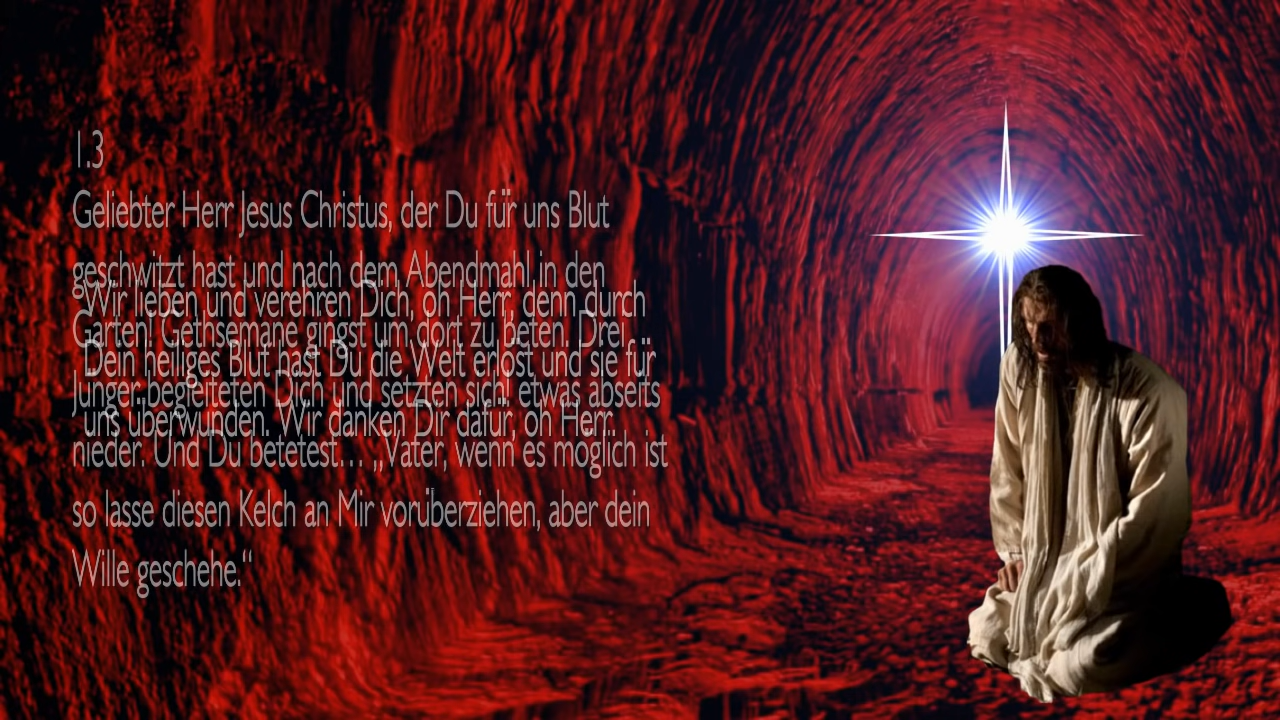 1.3
Geliebter Herr Jesus Christus, der Du für uns Blut
geschwitzt hast und nach dem Abendmahl in den
Garten! Gethsemane gingst um dort zu beten. Drei
Jünger begleiteten Dich und setzten sich! etwas abseits
nieder. Und Du betetest… „Vater, wenn es möglich ist
so lasse diesen Kelch an Mir vorüberziehen, aber dein
Wille geschehe.“
Wir lieben und verehren Dich, oh Herr, denn durch
Dein heiliges Blut hast Du die Welt erlöst und sie für
uns überwunden. Wir danken Dir dafür, oh Herr.